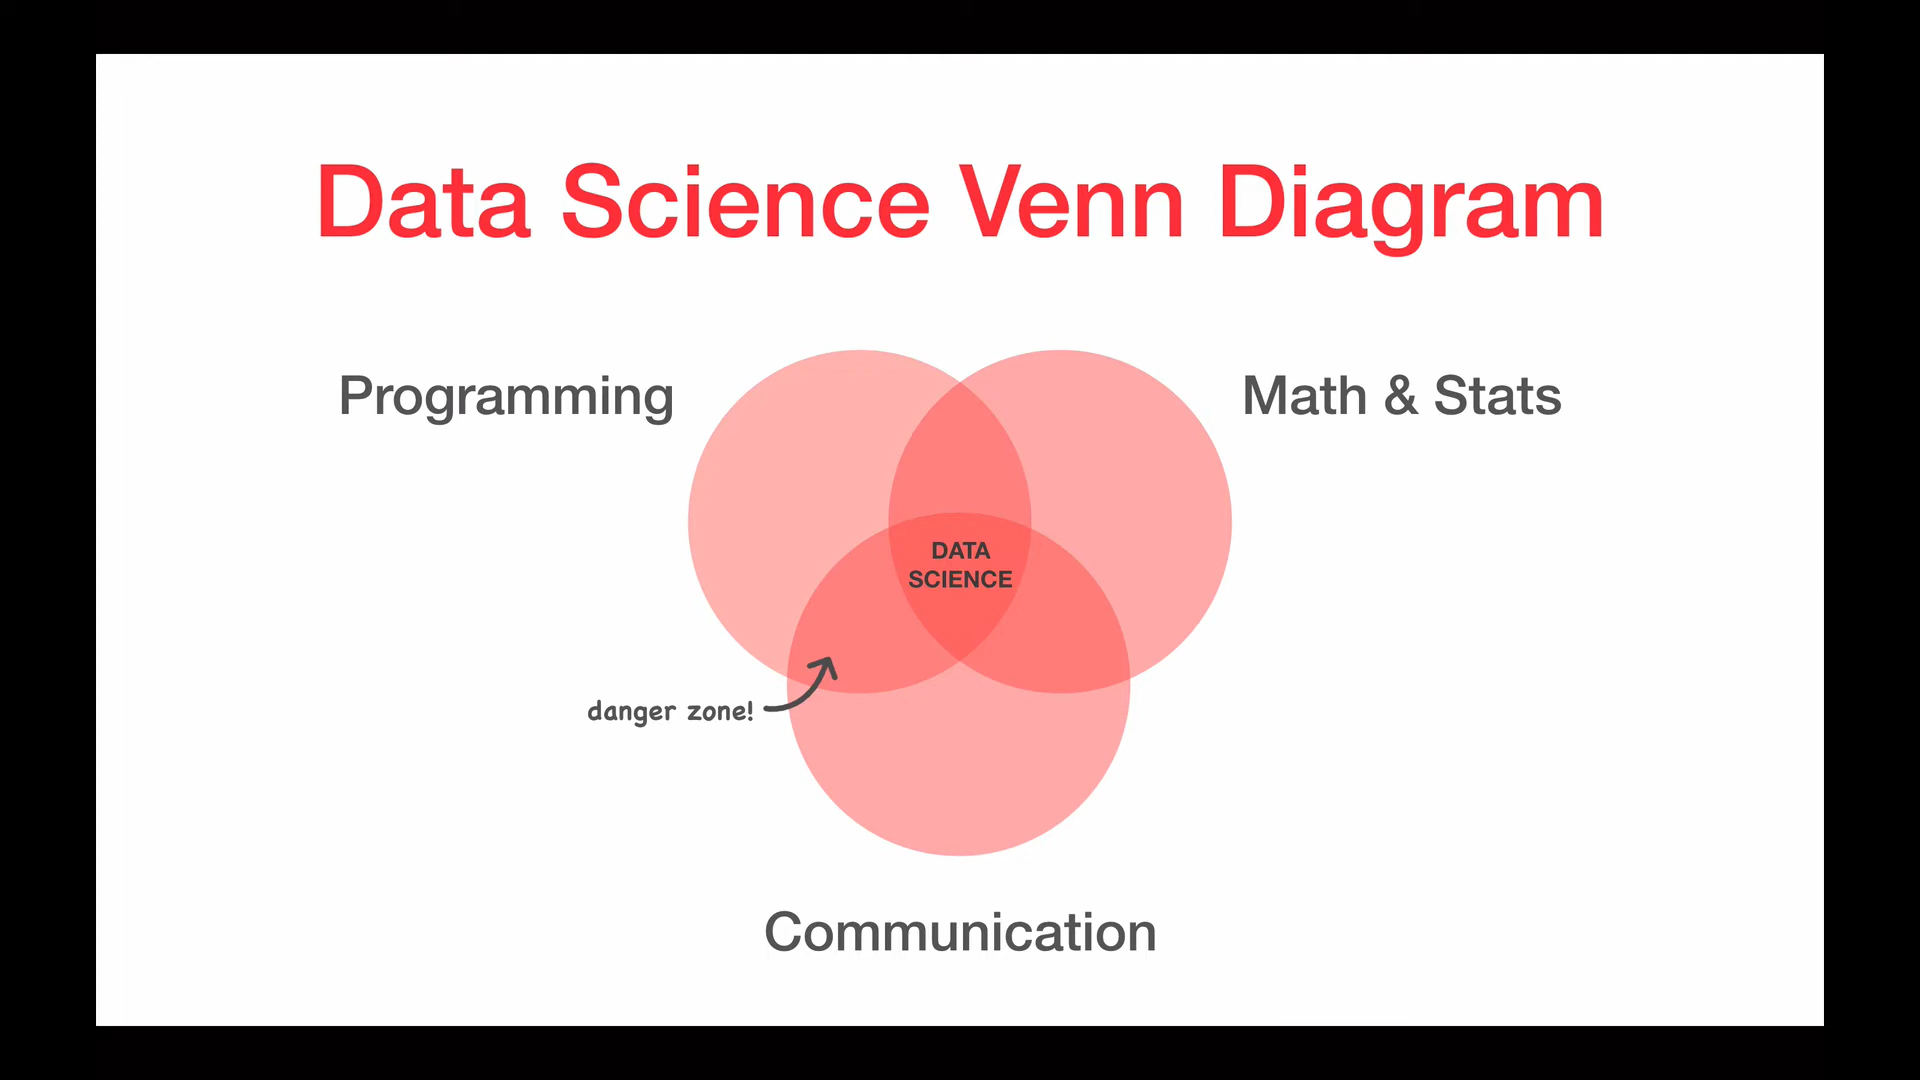 Data Science Venn Diagram
Programming
Math & Stats
DATA
SCIENCE
danger zone!
Communication